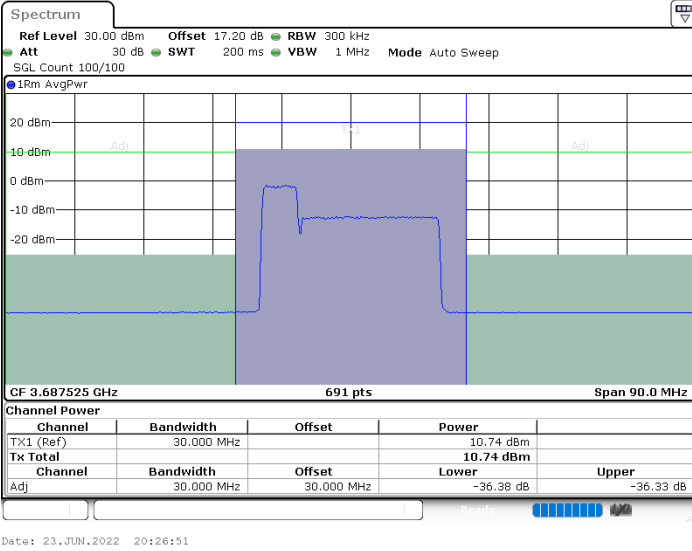 Spectrum
Ref Level 30.00 dBm Offset 17.20 dB RBW 300 kHz
Att 30 dB SWT 200 ms VBW 1 MHz Mode Auto Sweep
SGL Count 100/100
1Rm AvgPwr
20 dBm
TX1
Adj Adj
10 dBm
0 dBm
-10 dBm
-20 dBm
CF 3.687525 GHz 691 pts Span 90.0 MHz
Channel Power
Channel Bandwidth Offset Power
TX1 (Ref) 30.000 MHz 10.74 dBm
Tx Total 10.74 dBm
Channel Bandwidth Offset Lower Upper
Adj 30.000 MHz 30.000 MHz -36.38 dB -36.33 dB
Ready
Date: 23.JUN.2022 20:26:51